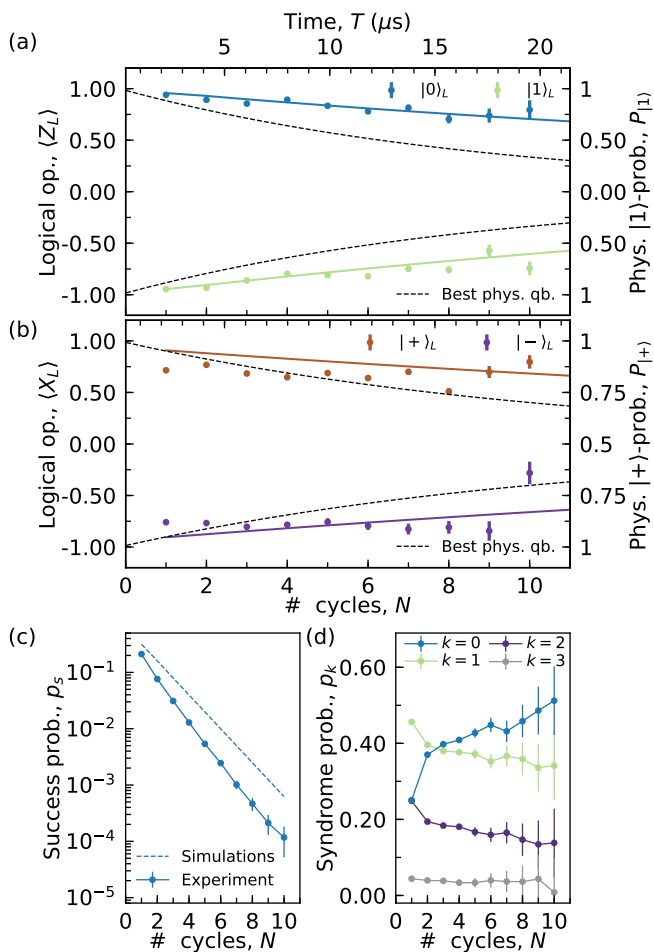 Time, T (μs)
(a)
5 10 15 20
1.00
0.50
0.00
-0.50
-1.00
Logical op., ⟨Z_L⟩
|0⟩_L |1⟩_L
Best phys. qb.
1
0.75
0.50
0.50
1
Phys. |1⟩-prob., P_|1⟩
(b)
1.00
0.50
0.00
-0.50
-1.00
Logical op., ⟨X_L⟩
|+⟩_L |−⟩_L
Best phys. qb.
1
0.75
0.5
0.75
1
Phys. |+⟩-prob., P_|+⟩
0 2 4 6 8 10
# cycles, N
(c)
10⁻¹
10⁻²
10⁻³
10⁻⁴
10⁻⁵
Success prob., p_s
Simulations
Experiment
0 2 4 6 8 10
# cycles, N
(d)
k = 0 k = 2
k = 1 k = 3
0.60
0.40
0.20
0.00
Syndrome prob., p_k
0 2 4 6 8 10
# cycles, N